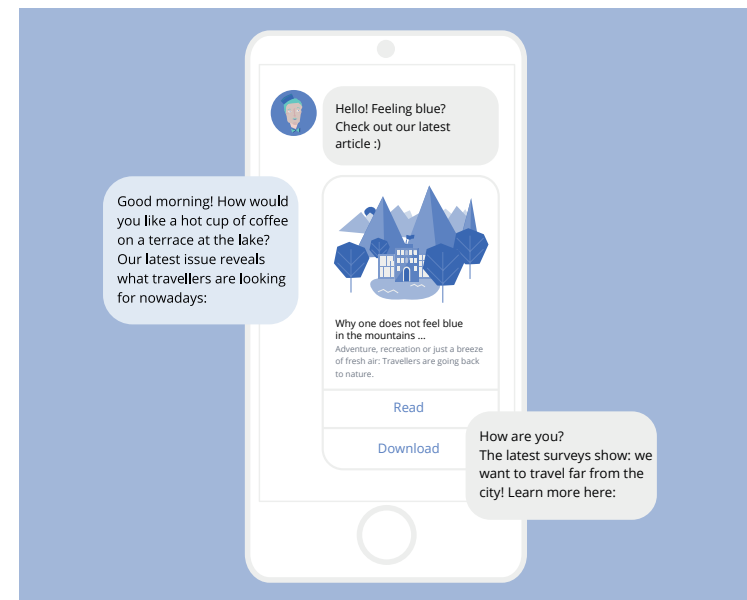 Hello! Feeling blue?
Check out our latest
article :)
Good morning! How would
you like a hot cup of coffee
on a terrace at the lake?
Our latest issue reveals
what travellers are looking
for nowadays:
Why one does not feel blue
in the mountains ...
Adventure, recreation or just a breeze
of fresh air: Travellers are going back
to nature.
Read
Download
How are you?
The latest surveys show: we
want to travel far from the
city! Learn more here: